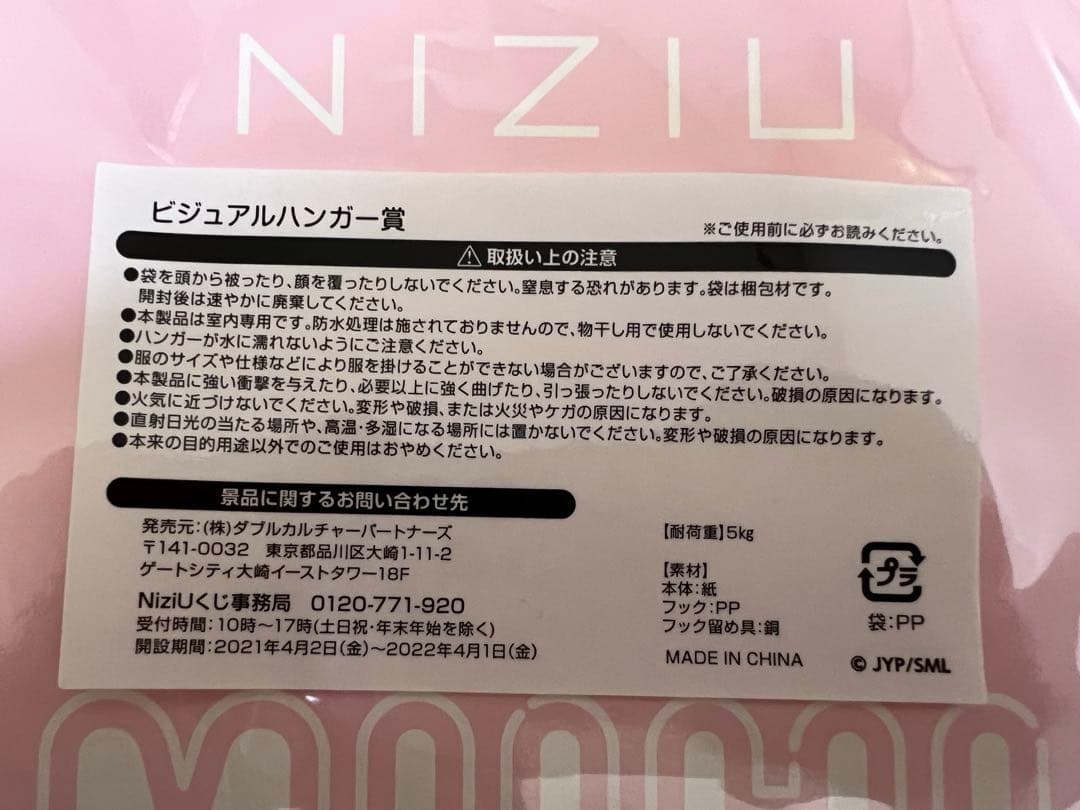 NIZIU
ビジュアルハンガー賞
※ご使用前に必ずお読みください。
⚠取扱い上の注意
●袋を頭から被ったり、顔を覆ったりしないでください。窒息する恐れがあります。袋は梱包材です。
開封後は速やかに廃棄してください。
●本製品は室内専用です。防水処理は施されておりませんので、物干し用で使用しないでください。
●ハンガーが水に濡れないようにご注意ください。
●服のサイズや仕様などにより服を掛けることができない場合がございますので、ご了承ください。
●本製品に強い衝撃を与えたり、必要以上に強く曲げたり、引っ張ったりしないでください。破損の原因になります。
●火気に近づけないでください。変形や破損、または火災やケガの原因になります。
●直射日光の当たる場所や、高温・多湿になる場所には置かないでください。変形や破損の原因になります。
●本来の目的用途以外でのご使用はおやめください。
景品に関するお問い合わせ先
発売元:(株)ダブルカルチャーパートナーズ
〒141-0032 東京都品川区大崎1-11-2
ゲートシティ大崎イーストタワー18F
NiziUくじ事務局 0120-771-920
受付時間:10時～17時(土日祝・年末年始を除く)
開設期間:2021年4月2日(金)～2022年4月1日(金)
【耐荷重】5kg
【素材】
本体:紙
フック:PP
フック留め具:銅
MADE IN CHINA
プラ
袋:PP
© JYP/SML